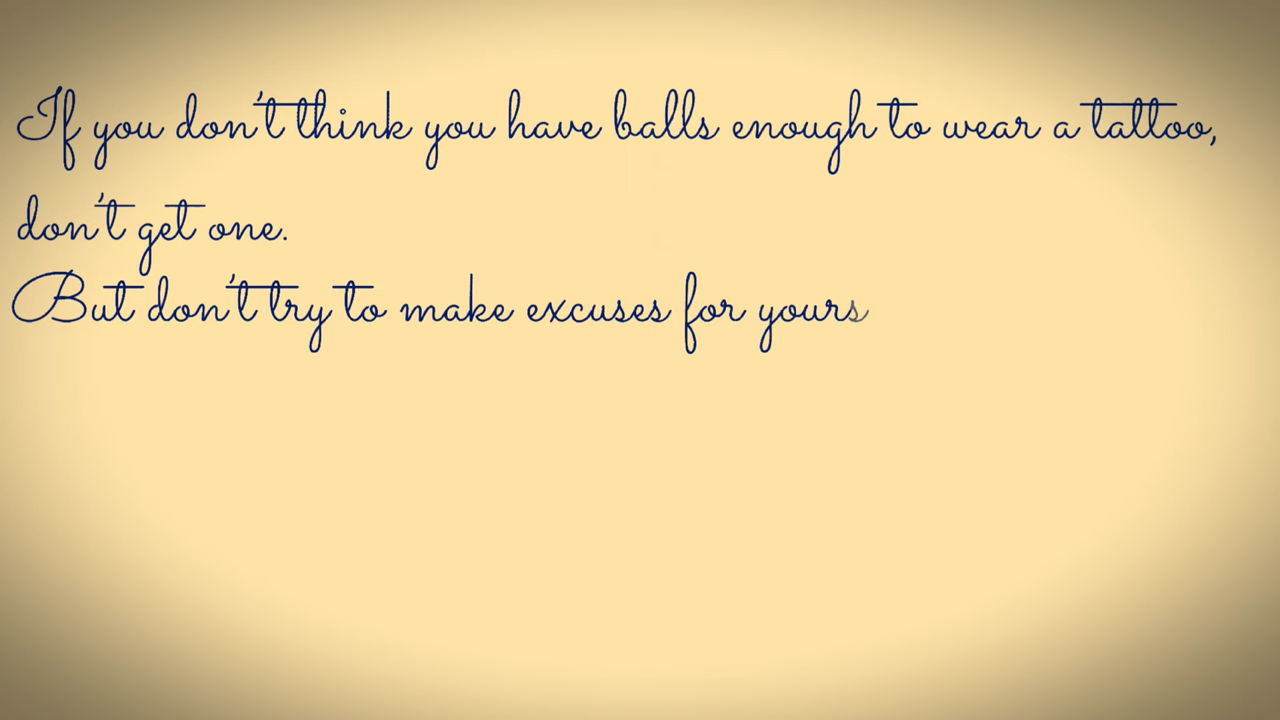 If you don't think you have balls enough to wear a tattoo,
don't get one.
But don't try to make excuses for yours